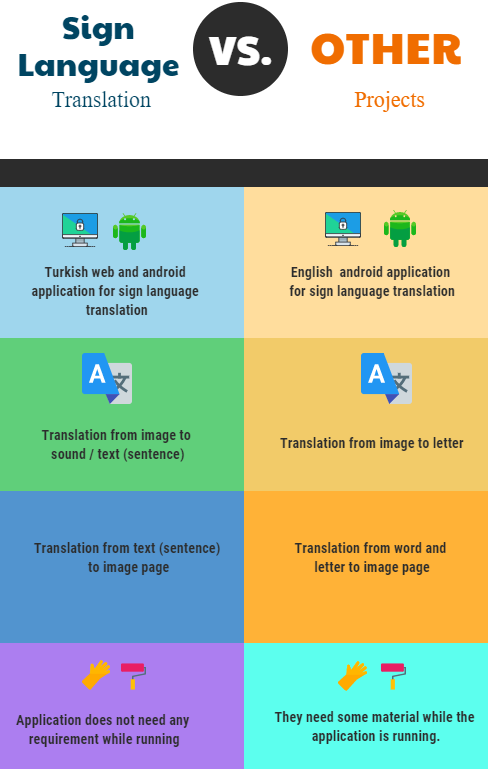 Sign
Language
Translation
VS.
OTHER
Projects
Turkish web and android
application for sign language
translation
English android application
for sign language translation
A 文
Translation from image to
sound / text (sentence)
A 文
Translation from image to letter
Translation from text (sentence)
to image page
Translation from word and
letter to image page
Application does not need any
requirement while running
They need some material while the
application is running.